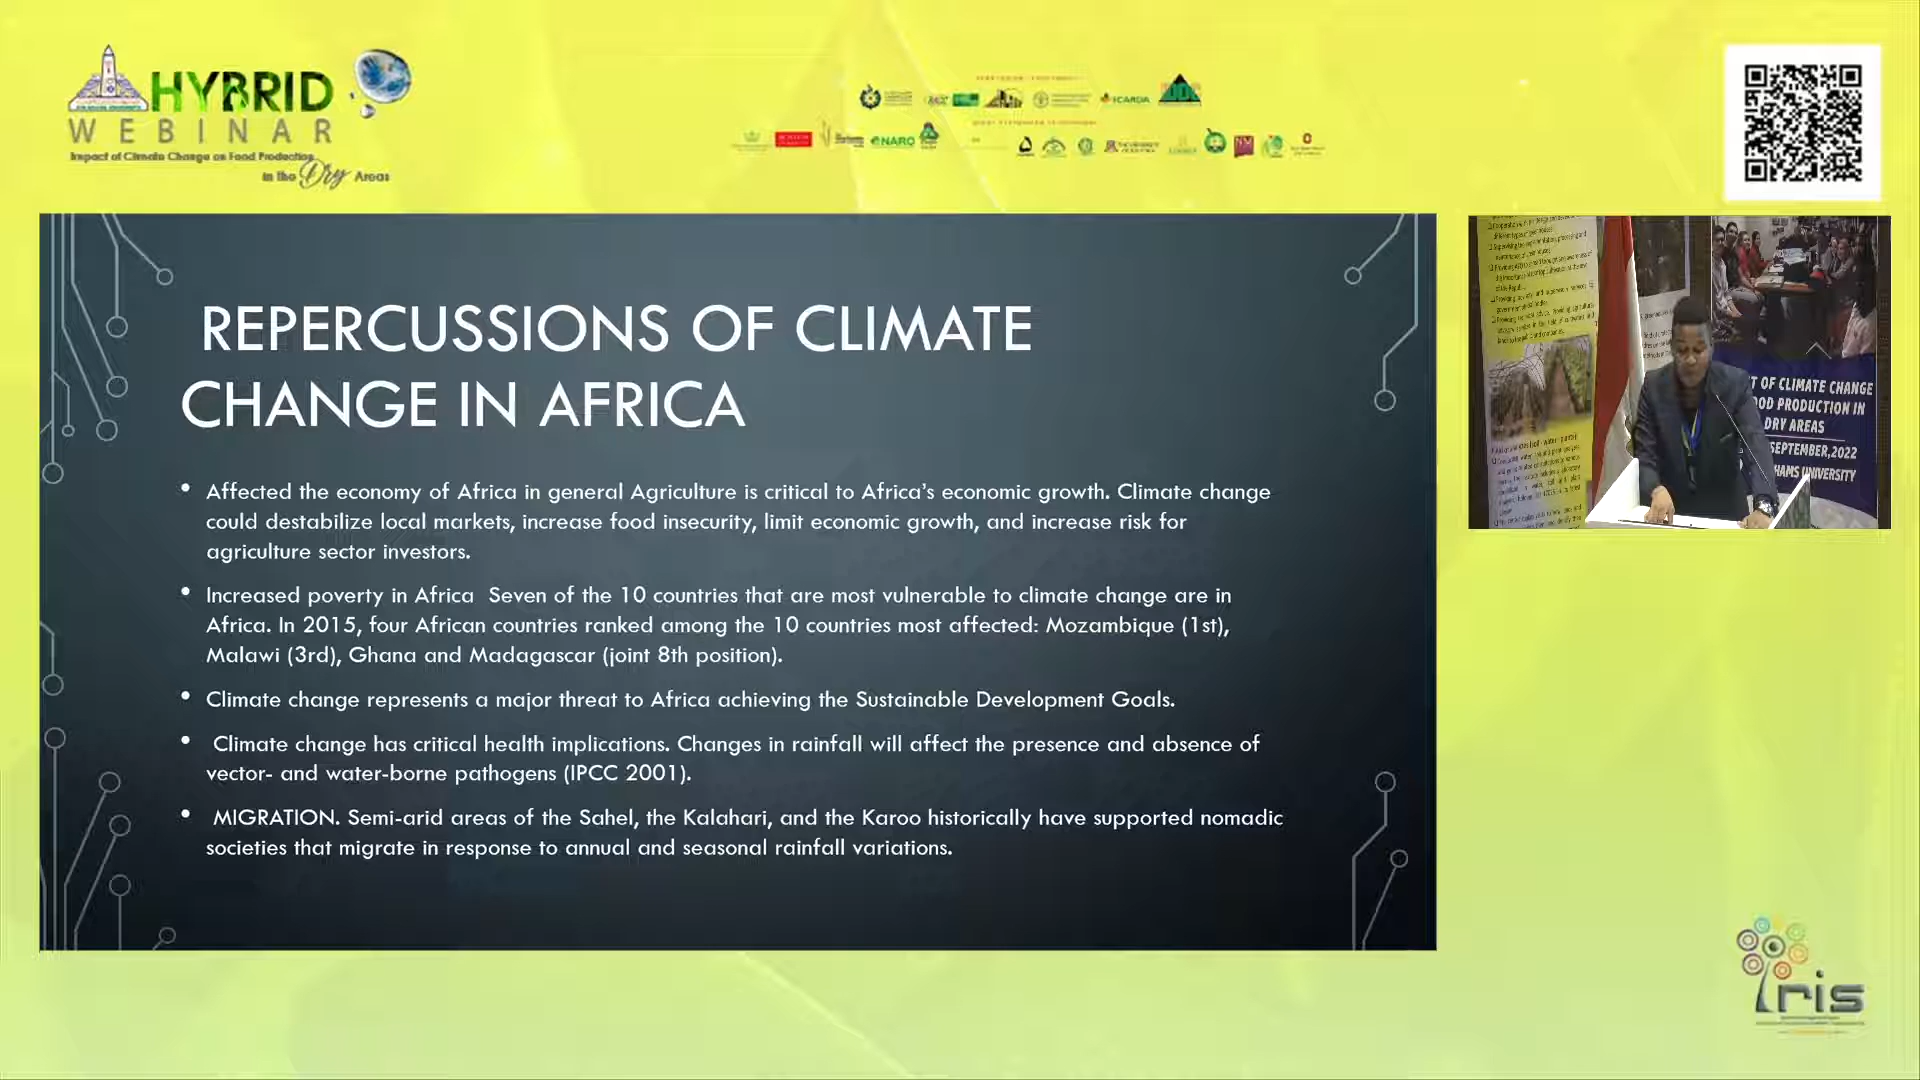 HYBRID
WEBINAR
Impact of Climate Change on Food Production
in the Dry Areas
ICARDA
NARO
REPERCUSSIONS OF CLIMATE
CHANGE IN AFRICA
• Affected the economy of Africa in general Agriculture is critical to Africa's economic growth. Climate change
could destabilize local markets, increase food insecurity, limit economic growth, and increase risk for
agriculture sector investors.
• Increased poverty in Africa  Seven of the 10 countries that are most vulnerable to climate change are in
Africa. In 2015, four African countries ranked among the 10 countries most affected: Mozambique (1st),
Malawi (3rd), Ghana and Madagascar (joint 8th position).
• Climate change represents a major threat to Africa achieving the Sustainable Development Goals.
• Climate change has critical health implications. Changes in rainfall will affect the presence and absence of
vector- and water-borne pathogens (IPCC 2001).
• MIGRATION. Semi-arid areas of the Sahel, the Kalahari, and the Karoo historically have supported nomadic
societies that migrate in response to annual and seasonal rainfall variations.
T OF CLIMATE CHANGE
OOD PRODUCTION IN
DRY AREAS
SEPTEMBER,2022
HAMS UNIVERSITY
Iris